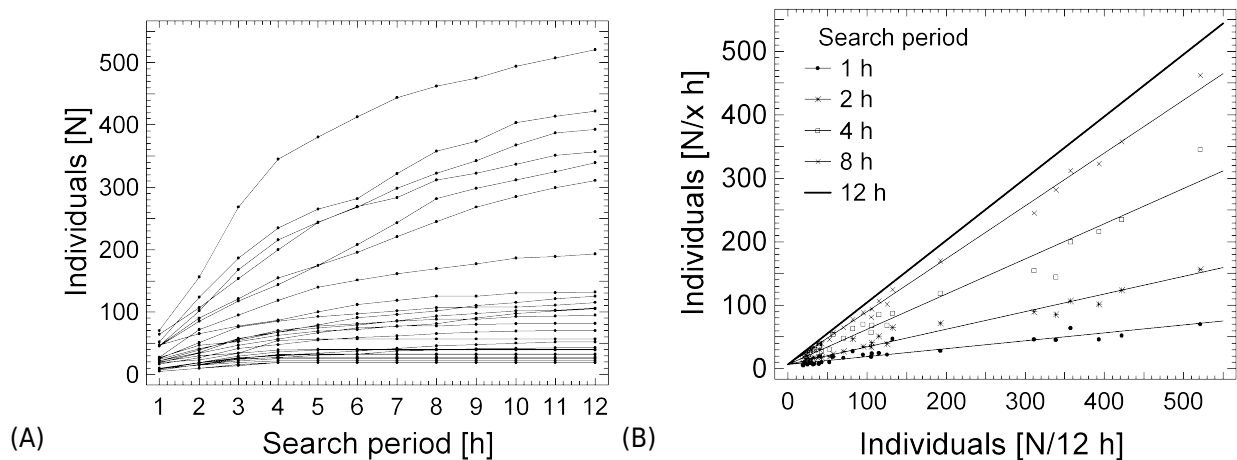 500
400
300
200
100
0
Individuals [N]
1 2 3 4 5 6 7 8 9 10 11 12
Search period [h]
(A)
Search period
1 h
2 h
4 h
8 h
12 h
500
400
300
200
100
0
Individuals [N/x h]
0 100 200 300 400 500
Individuals [N/12 h]
(B)